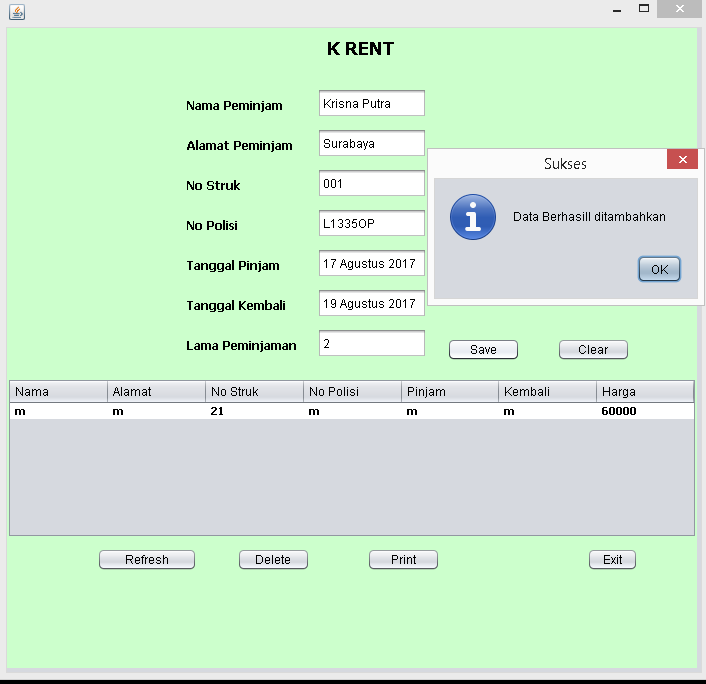 K RENT
Nama Peminjam Krisna Putra
Alamat Peminjam Surabaya
Sukses
No Struk 001
No Polisi L1335OP
Data Berhasill ditambahkan
Tanggal Pinjam 17 Agustus 2017
OK
Tanggal Kembali 19 Agustus 2017
Lama Peminjaman 2 Save Clear
Nama Alamat No Struk No Polisi Pinjam Kembali Harga
m m 21 m m m 60000
Refresh Delete Print Exit